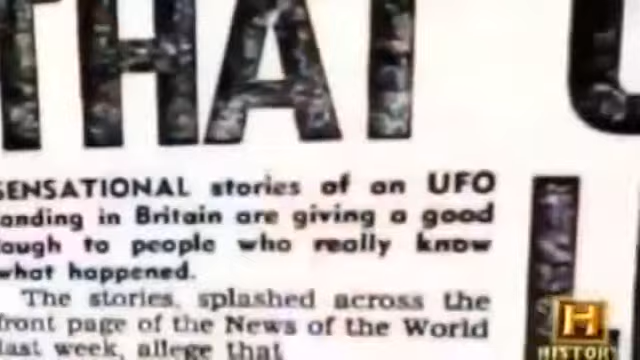 THAT U
SENSATIONAL stories of an UFO
landing in Britain are giving a good
laugh to people who really know
what happened.
The stories, splashed across the
front page of the News of the World
last week, allege that
H
HISTORY